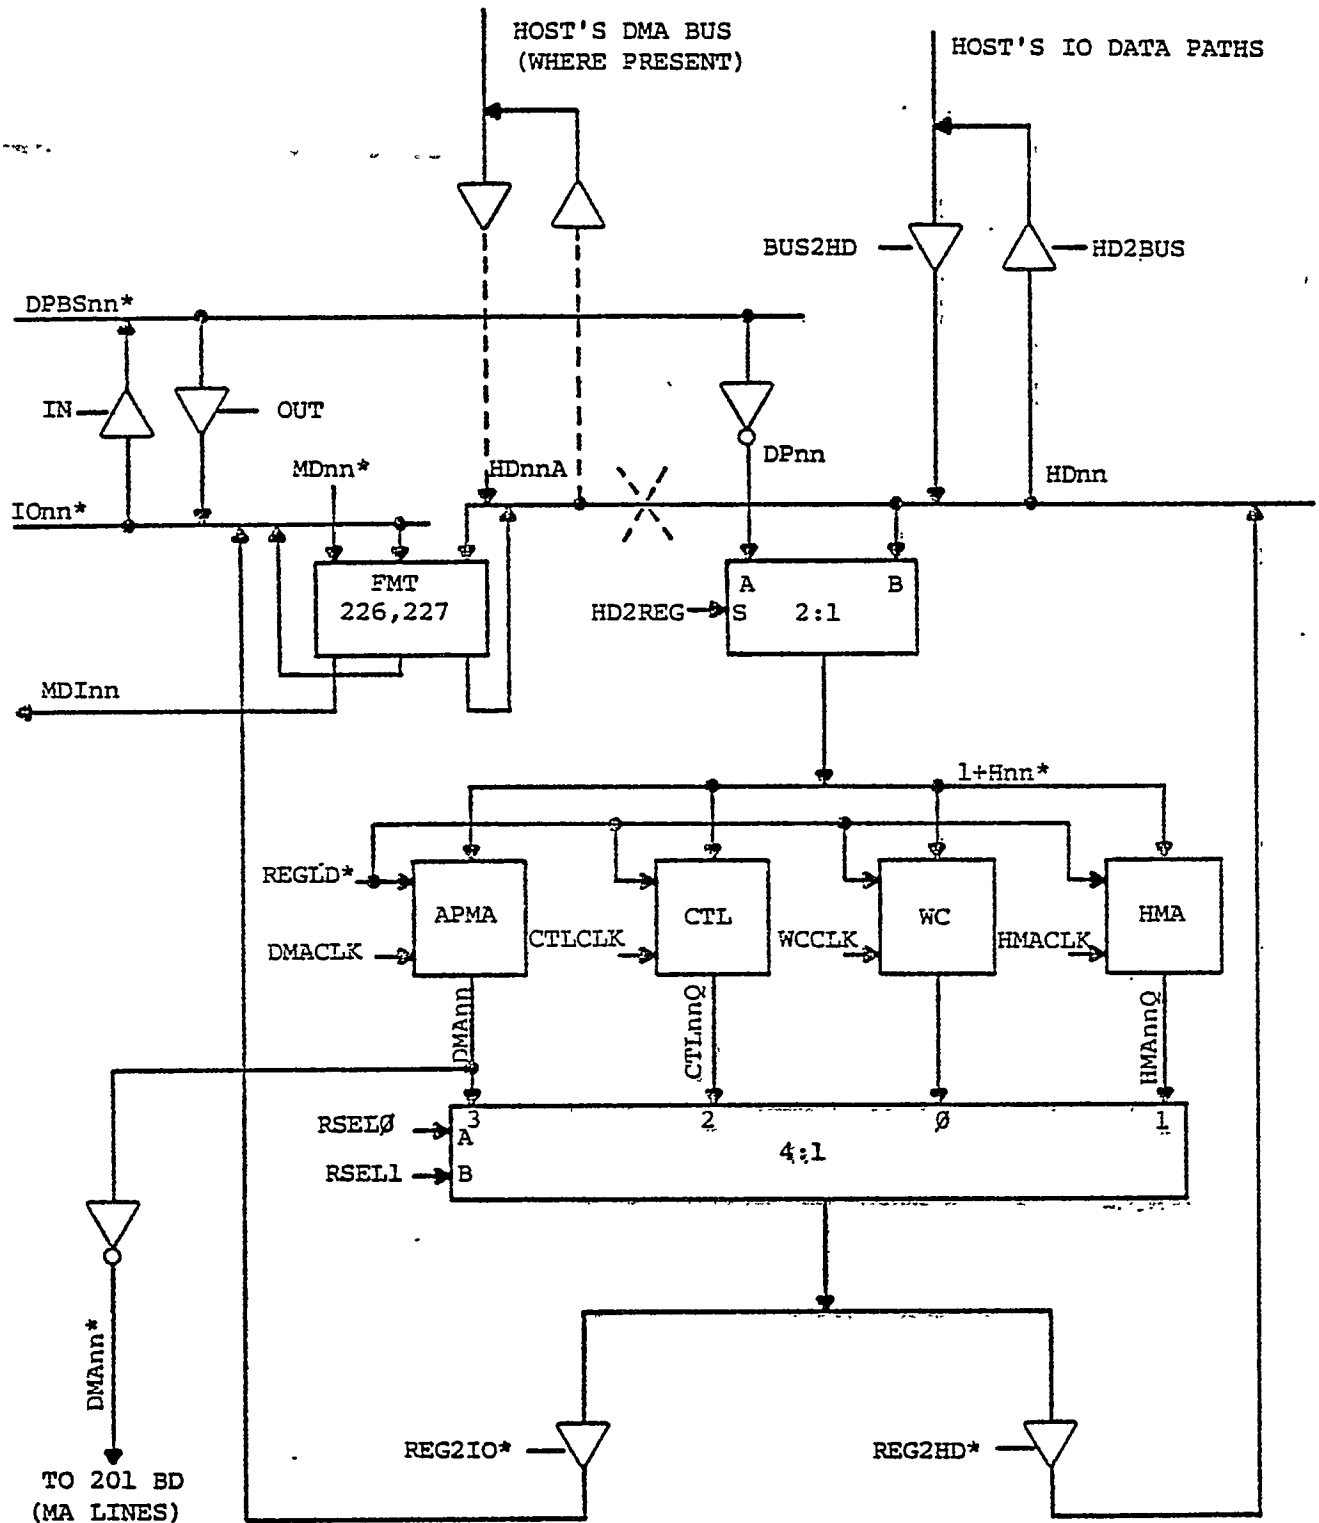 HOST'S DMA BUS
(WHERE PRESENT)
HOST'S IO DATA PATHS
BUS2HD
HD2BUS
DPBSnn*
IN
OUT
DPnn
MDnn*
HDnnA
HDnn
IOnn*
FMT
226,227
A
B
HD2REG
S
2:1
MDInn
1+Hnn*
REGLD*
APMA
CTL
WC
HMA
DMACLK
CTLCLK
WCCLK
HMACLK
DMAnn
CTLnnQ
HMAnnQ
3
2
Ø
1
RSELØ
A
4:1
RSEL1
B
DMAnn*
REG2IO*
REG2HD*
TO 201 BD
(MA LINES)